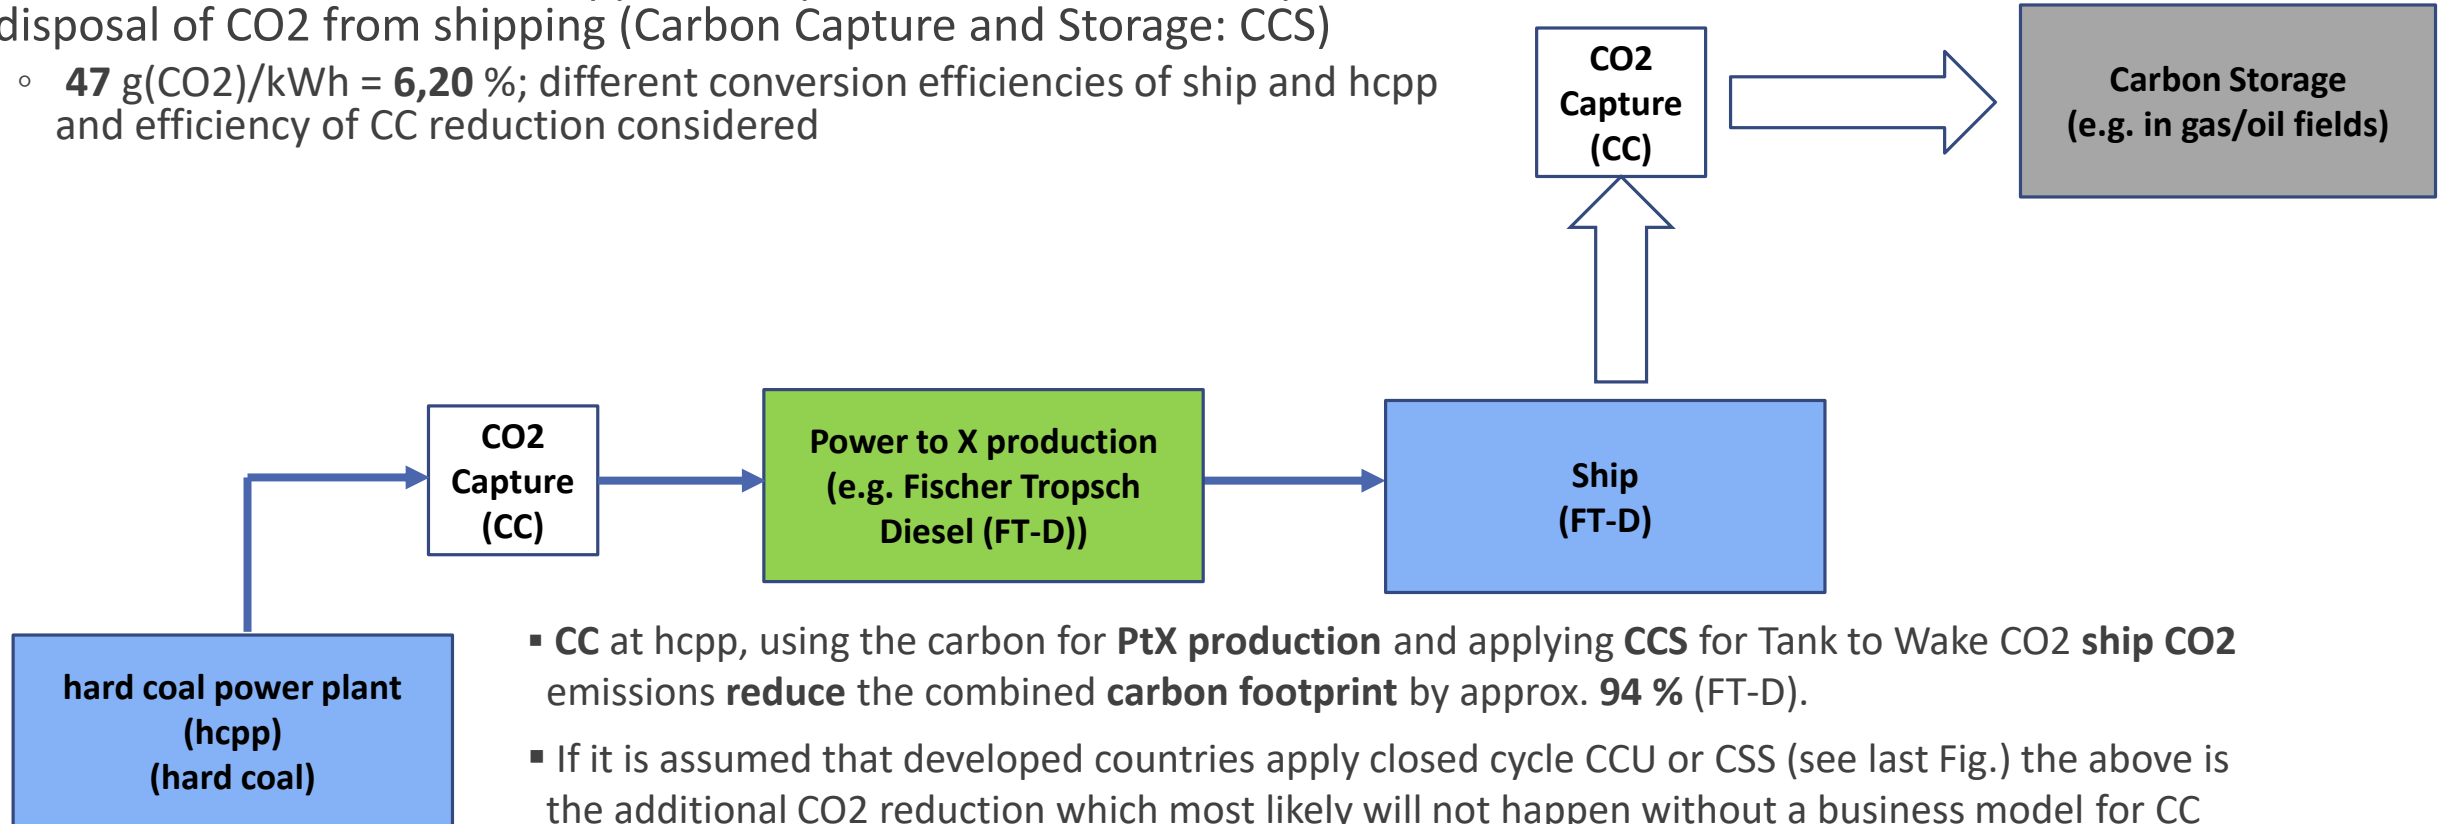 disposal of CO2 from shipping (Carbon Capture and Storage: CCS)
◦ 47 g(CO2)/kWh = 6,20 %; different conversion efficiencies of ship and hcpp
and efficiency of CC reduction considered
CO2
Capture
(CC)
Carbon Storage
(e.g. in gas/oil fields)
CO2
Capture
(CC)
Power to X production
(e.g. Fischer Tropsch
Diesel (FT-D))
Ship
(FT-D)
hard coal power plant
(hcpp)
(hard coal)
▪ CC at hcpp, using the carbon for PtX production and applying CCS for Tank to Wake CO2 ship CO2
emissions reduce the combined carbon footprint by approx. 94 % (FT-D).
▪ If it is assumed that developed countries apply closed cycle CCU or CSS (see last Fig.) the above is
the additional CO2 reduction which most likely will not happen without a business model for CC